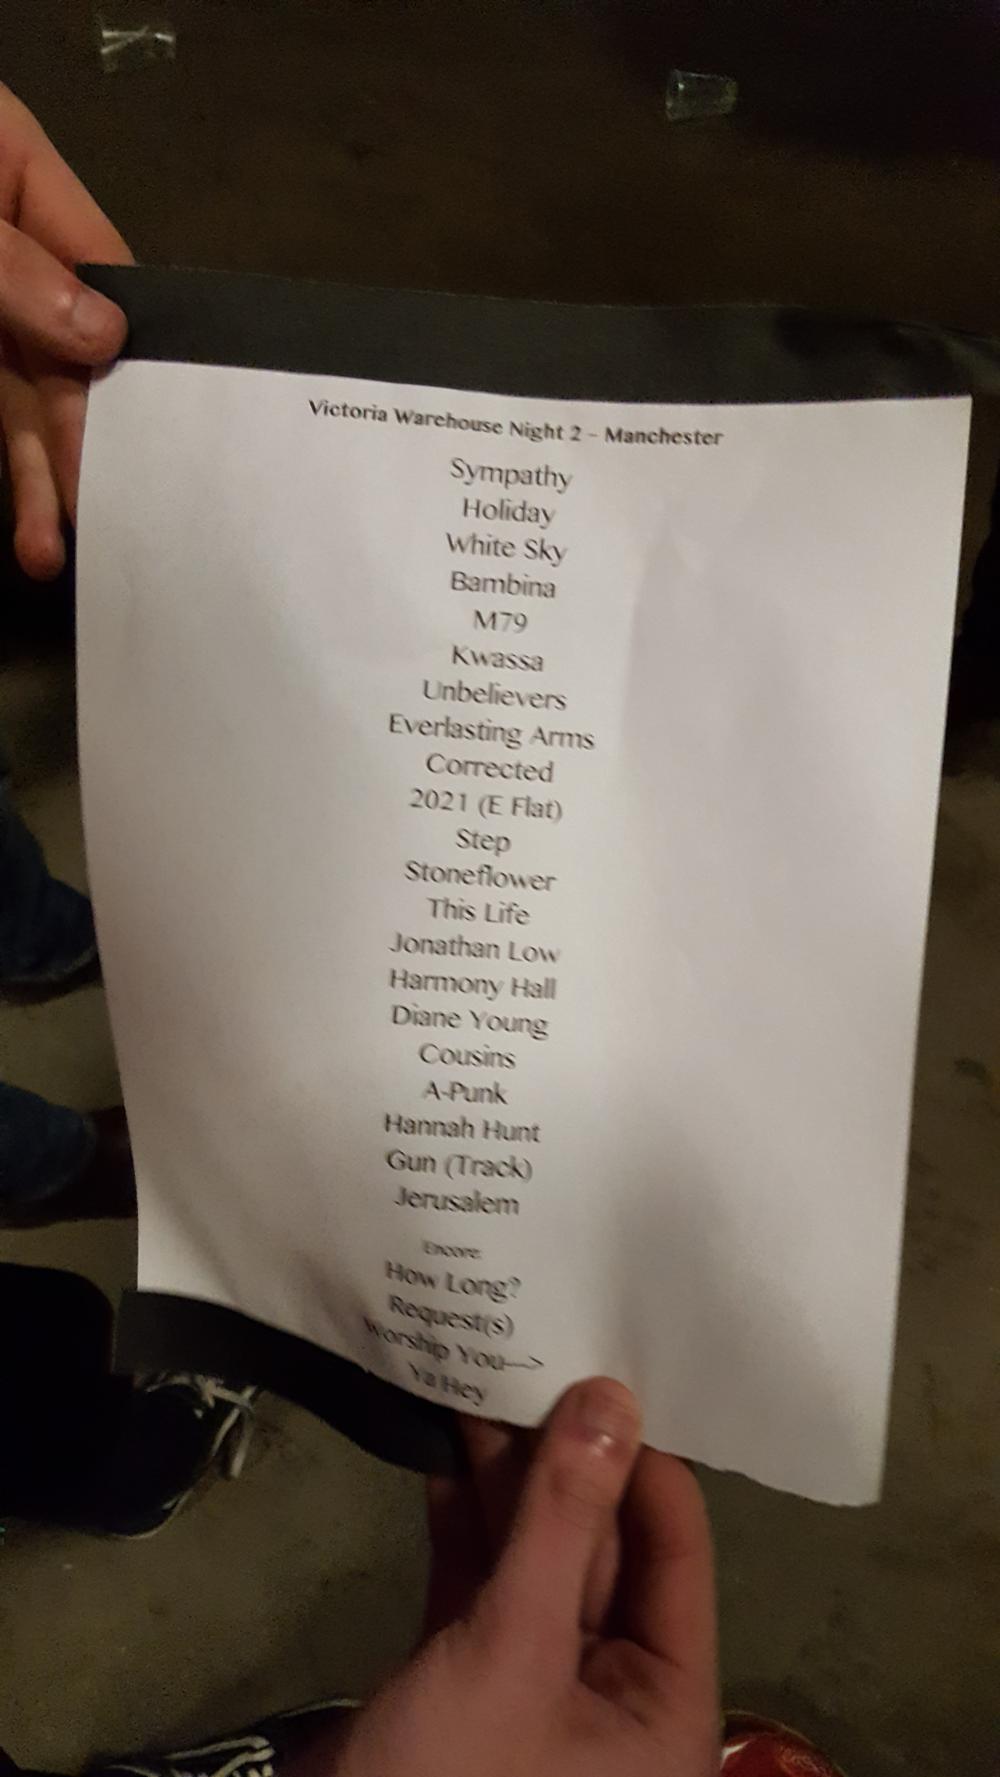 Victoria Warehouse Night 2 - Manchester
Sympathy
Holiday
White Sky
Bambina
M79
Kwassa
Unbelievers
Everlasting Arms
Corrected
2021 (E Flat)
Step
Stoneflower
This Life
Jonathan Low
Harmony Hall
Diane Young
Cousins
A-Punk
Hannah Hunt
Gun (Track)
Jerusalem
Encore:
How Long?
Request(s)
Worship You--->
Ya Hey